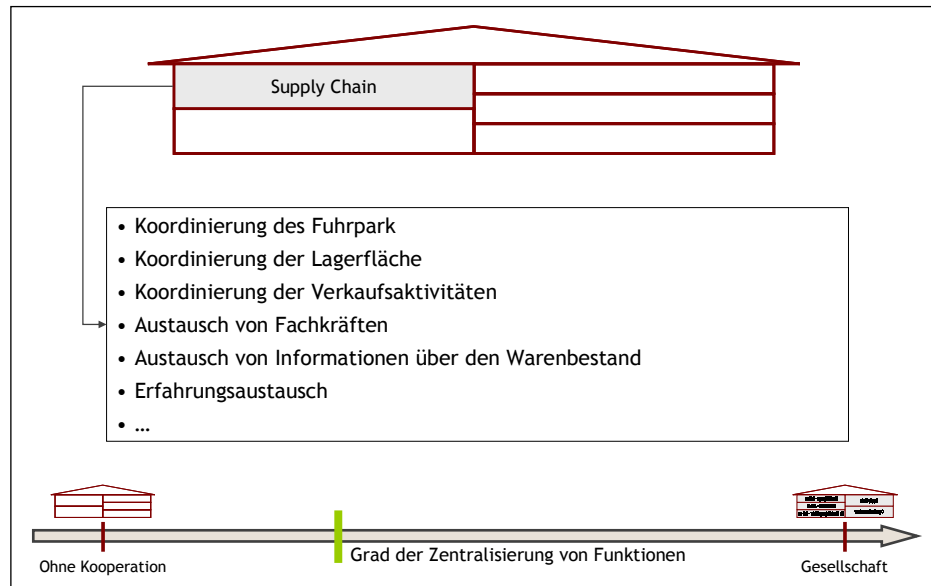 Supply Chain
• Koordinierung des Fuhrpark
• Koordinierung der Lagerfläche
• Koordinierung der Verkaufsaktivitäten
• Austausch von Fachkräften
• Austausch von Informationen über den Warenbestand
• Erfahrungsaustausch
• …
Grad der Zentralisierung von Funktionen
Ohne Kooperation
Gesellschaft